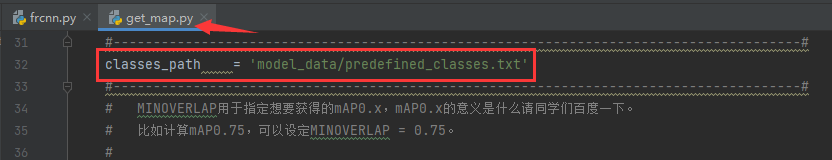 frcnn.py × get_map.py ×
31 #---------------------------------------------------------------------------------------#
32 classes_path    = 'model_data/predefined_classes.txt'
33 #---------------------------------------------------------------------------------------#
34 #   MINOVERLAP用于指定想要获得的mAP0.x，mAP0.x的意义是什么请同学们百度一下。
35 #   比如计算mAP0.75，可以设定MINOVERLAP = 0.75。
36 #